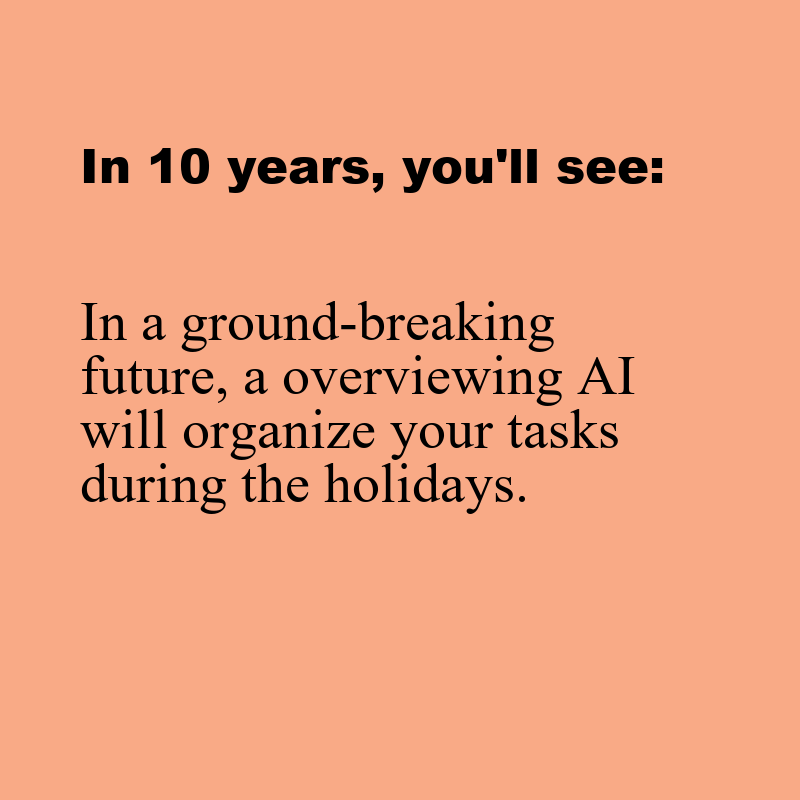 In 10 years, you'll see:
In a ground-breaking
future, a overviewing AI
will organize your tasks
during the holidays.